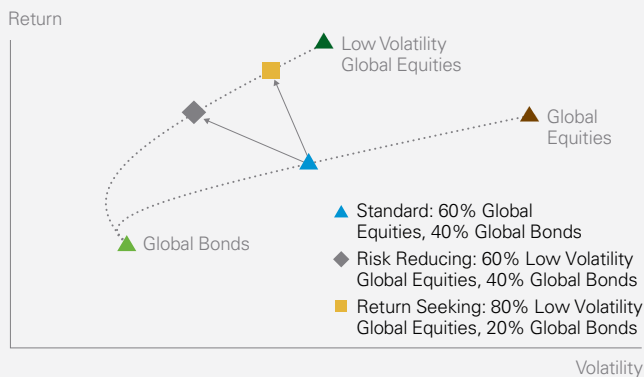 Return
Low Volatility
Global Equities
Global
Equities
Global Bonds
Standard: 60% Global
Equities, 40% Global Bonds
Risk Reducing: 60% Low Volatility
Global Equities, 40% Global Bonds
Return Seeking: 80% Low Volatility
Global Equities, 20% Global Bonds
Volatility